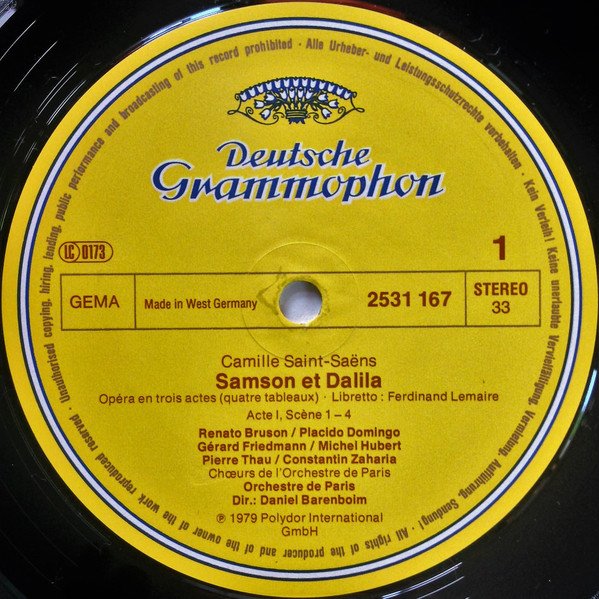 Unauthorised copying, hiring, lending, public performance and broadcasting of this record prohibited · Alle Urheber- und Leistungsschutzrechte vorbehalten · Kein Verleih! Keine unerlaubte Vervielfältigung, Vermietung, Aufführung, Sendung! · All rights of the producer and of the owner of the work reproduced reserved ·
Deutsche
Grammophon
LC 0173
1
GEMA
Made in West Germany
2531 167
STEREO
33
Camille Saint-Saëns
Samson et Dalila
Opéra en trois actes (quatre tableaux) · Libretto : Ferdinand Lemaire
Acte I, Scène 1 – 4
Renato Bruson / Placido Domingo
Gérard Friedmann / Michel Hubert
Pierre Thau / Constantin Zaharia
Chœurs de l'Orchestre de Paris
Orchestre de Paris
Dir.: Daniel Barenboim
℗ 1979 Polydor International
GmbH